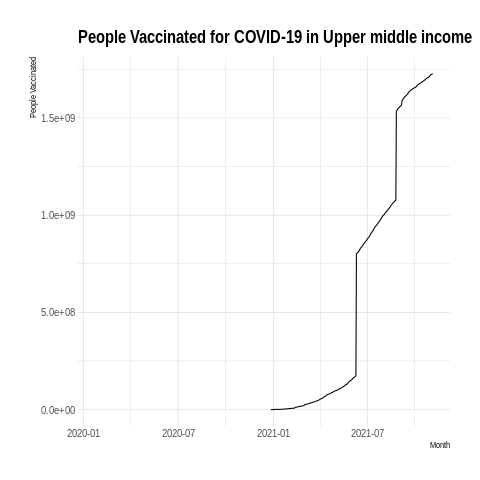 People Vaccinated for COVID-19 in Upper middle income
People Vaccinated
1.5e+09
1.0e+09
5.0e+08
0.0e+00
2020-01 2020-07 2021-01 2021-07
Month